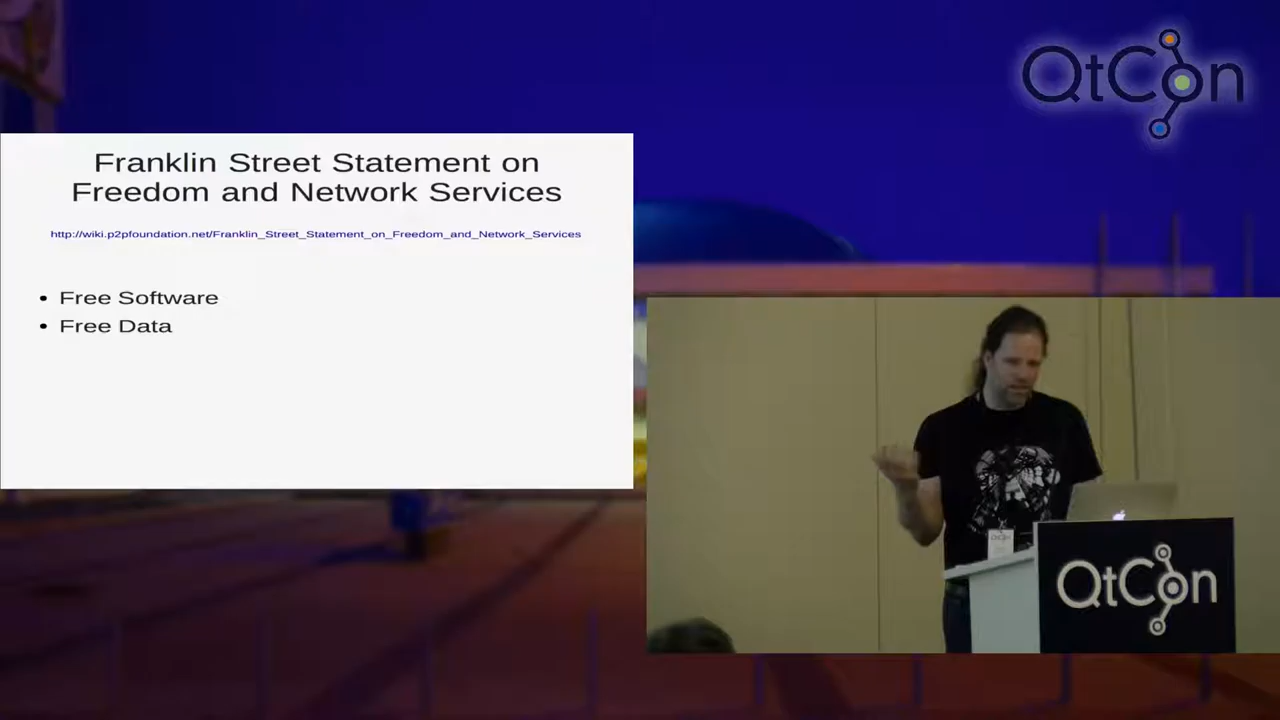 QtCon
Franklin Street Statement on
Freedom and Network Services
http://wiki.p2pfoundation.net/Franklin_Street_Statement_on_Freedom_and_Network_Services
• Free Software
• Free Data
QtCon